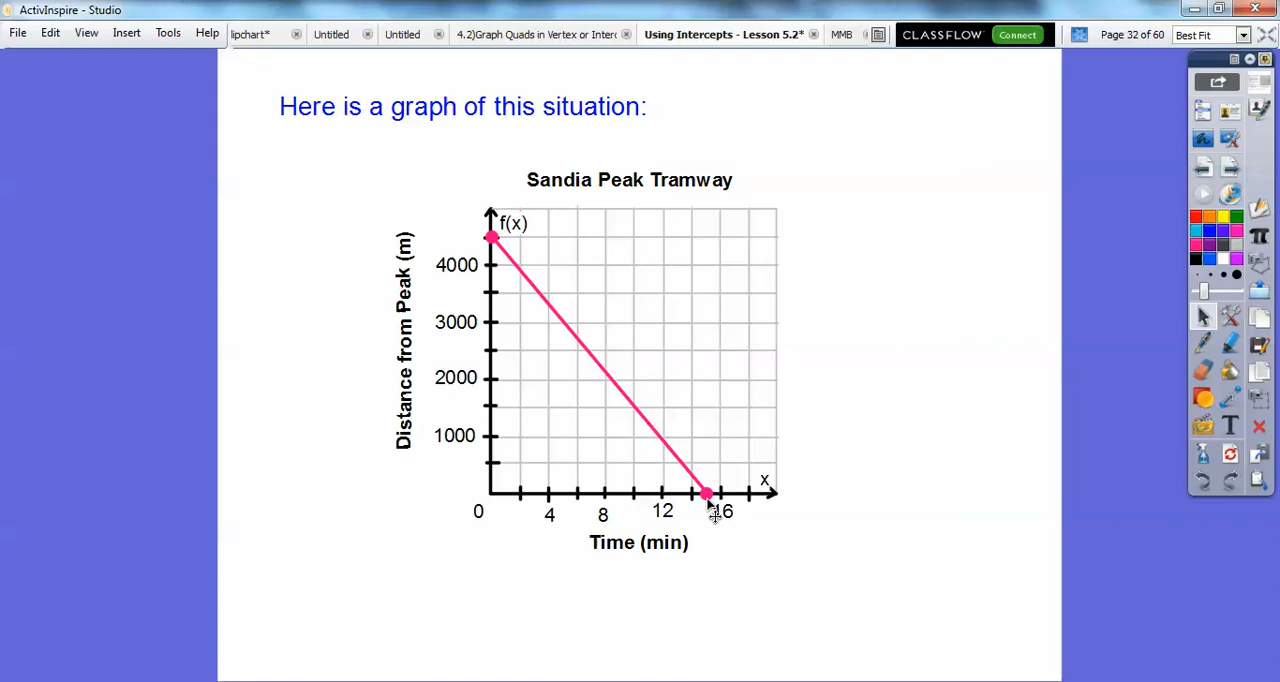 ActivInspire - Studio
File Edit View Insert Tools Help lipchart* Untitled Untitled 4.2)Graph Quads in Vertex or Inter Using Intercepts - Lesson 5.2* MMB CLASSFLOW Connect Page 32 of 60 Best Fit
Here is a graph of this situation:
Sandia Peak Tramway
f(x)
Distance from Peak (m)
4000
3000
2000
1000
x
0 4 8 12 16
Time (min)